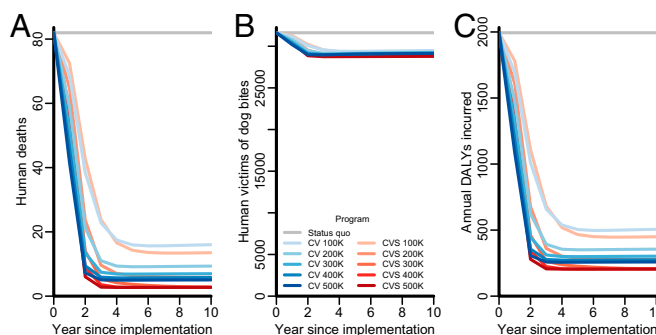 A
Human deaths
80
60
40
20
0
0 2 4 6 8 10
Year since implementation
B
Human victims of dog bites
25000
15000
5000
0
Program
Status quo
CV 100K CVS 100K
CV 200K CVS 200K
CV 300K CVS 300K
CV 400K CVS 400K
CV 500K CVS 500K
0 2 4 6 8 10
Year since implementation
C
Annual DALYs incurred
2000
1500
1000
500
0
0 2 4 6 8 10
Year since implementation